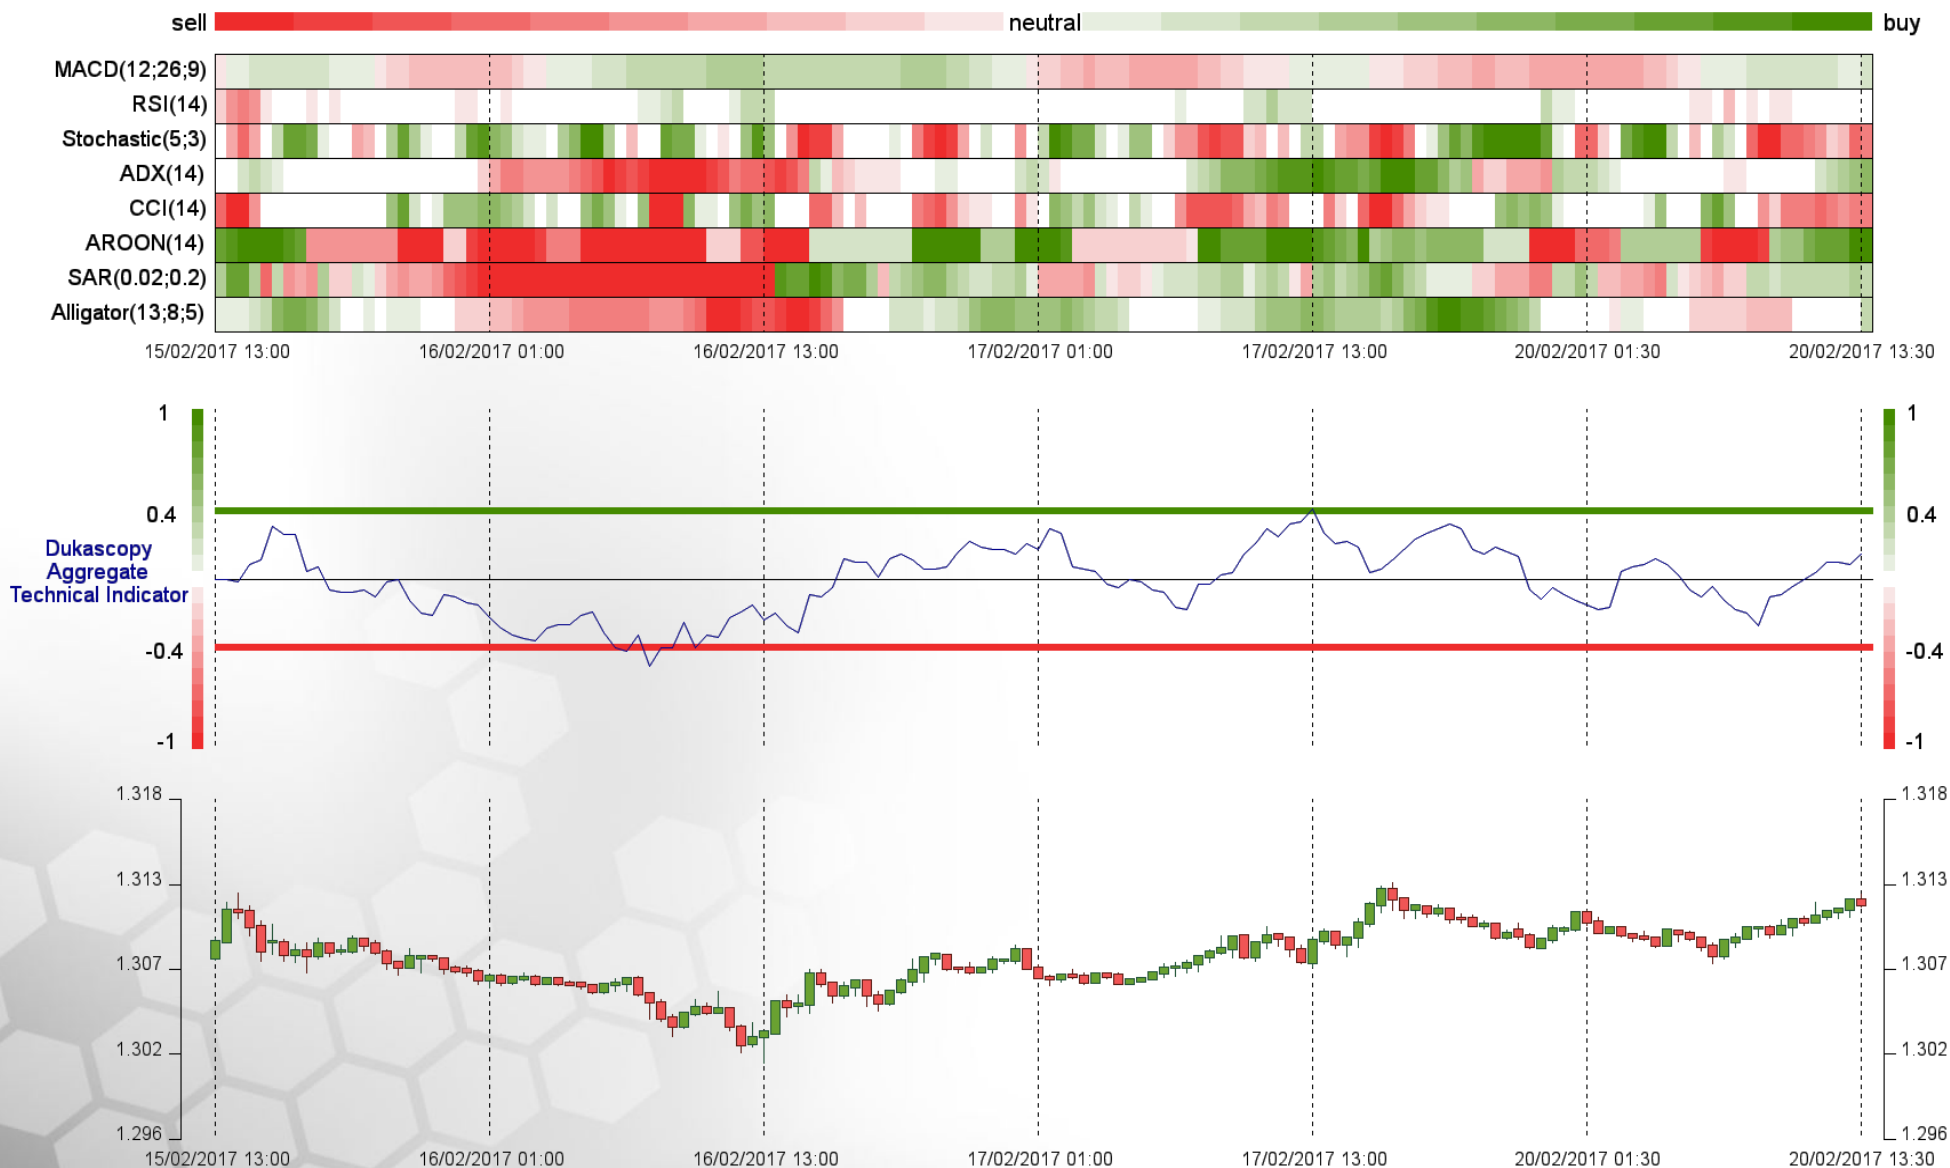 sell neutral buy
MACD(12;26;9)
RSI(14)
Stochastic(5;3)
ADX(14)
CCI(14)
AROON(14)
SAR(0.02;0.2)
Alligator(13;8;5)
15/02/2017 13:00 16/02/2017 01:00 16/02/2017 13:00 17/02/2017 01:00 17/02/2017 13:00 20/02/2017 01:30 20/02/2017 13:30
1 1
0.4 0.4
Dukascopy
Aggregate
Technical Indicator
-0.4 -0.4
-1 -1
1.318 1.318
1.313 1.313
1.307 1.307
1.302 1.302
1.296 1.296
15/02/2017 13:00 16/02/2017 01:00 16/02/2017 13:00 17/02/2017 01:00 17/02/2017 13:00 20/02/2017 01:30 20/02/2017 13:30